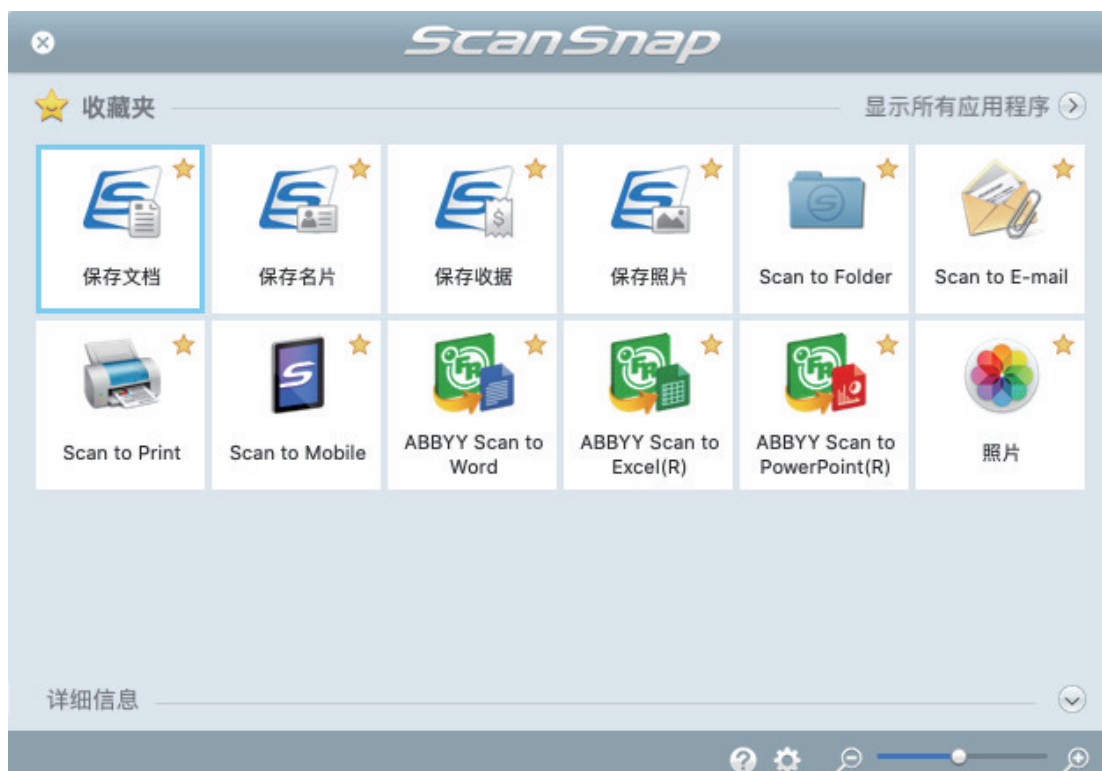 ScanSnap
收藏夹
显示所有应用程序
保存文档
保存名片
保存收据
保存照片
Scan to Folder
Scan to E-mail
Scan to Print
Scan to Mobile
ABBYY Scan to
Word
ABBYY Scan to
Excel(R)
ABBYY Scan to
PowerPoint(R)
照片
详细信息